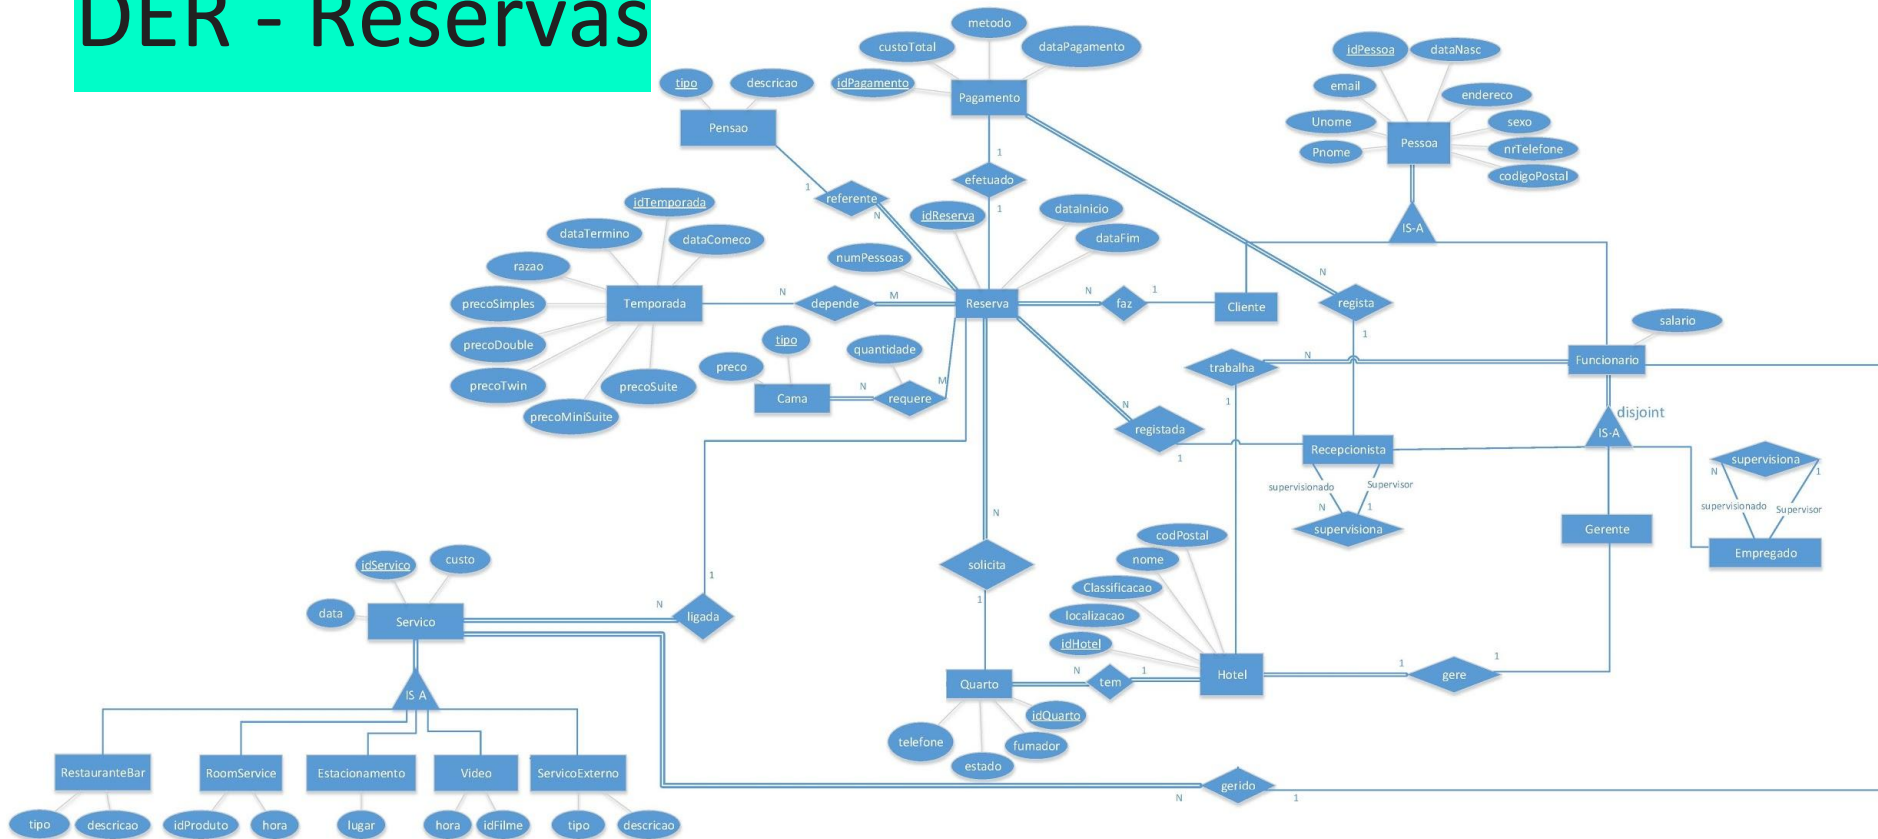 DER - Reservas
metodo
custoTotal
dataPagamento
idPagamento
Pagamento
tipo
descricao
Pensao
1
referente
N
1
efetuado
1
idPessoa
dataNasc
email
endereco
Unome
sexo
Pessoa
Pnome
nrTelefone
codigoPostal
IS-A
idTemporada
dataTermino
dataComeco
razao
precoSimples
Temporada
precoDouble
precoTwin
precoSuite
precoMiniSuite
N
depende
M
idReserva
dataInicio
dataFim
numPessoas
Reserva
N
faz
1
Cliente
N
regista
1
salario
Funcionario
N
trabalha
1
disjoint
IS-A
tipo
quantidade
preco
Cama
N
requere
M
N
registada
1
Recepcionista
supervisionado
Supervisor
N
1
supervisiona
supervisiona
N
1
supervisionado
Supervisor
Gerente
Empregado
N
solicita
1
codPostal
nome
Classificacao
localizacao
idHotel
Hotel
1
gere
1
Quarto
N
tem
1
idQuarto
telefone
fumador
estado
idServico
custo
data
Servico
N
1
ligada
IS A
RestauranteBar
RoomService
Estacionamento
Video
ServicoExterno
tipo
descricao
idProduto
hora
lugar
hora
idFilme
tipo
descricao
N
gerido
1